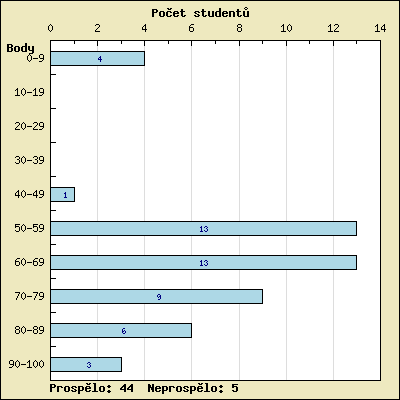 Počet studentů
0 2 4 6 8 10 12 14
Body
0-9 4
10-19
20-29
30-39
40-49 1
50-59 13
60-69 13
70-79 9
80-89 6
90-100 3
Prospělo: 44 Neprospělo: 5